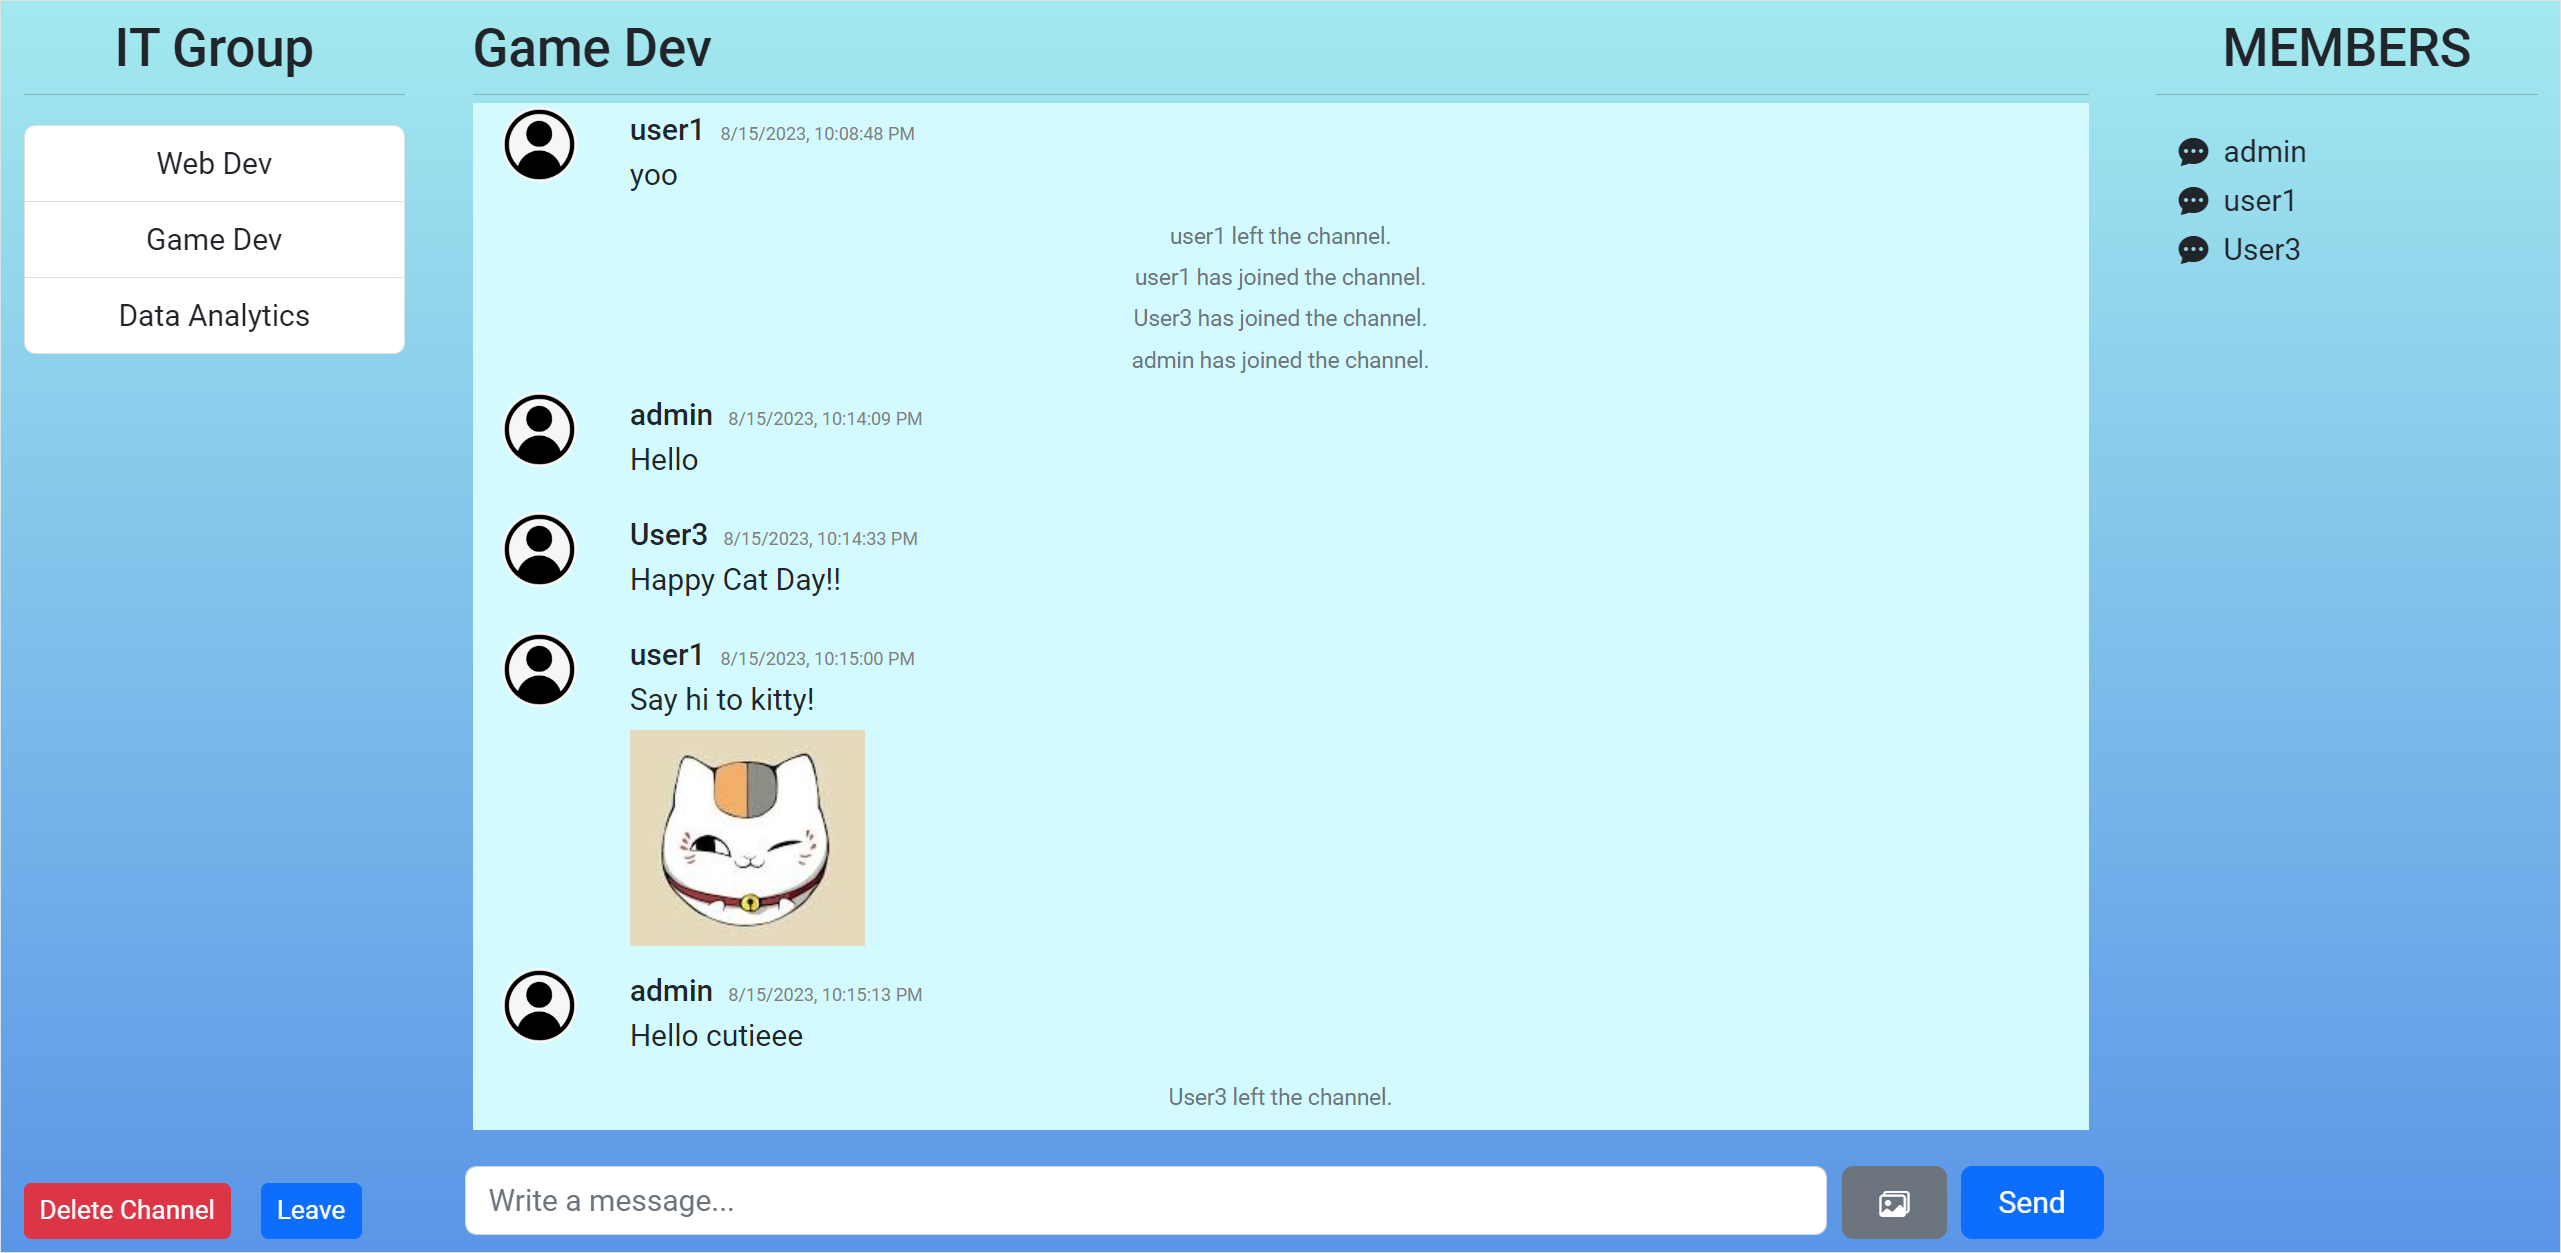 IT Group
Web Dev
Game Dev
Data Analytics
Delete Channel
Leave
Game Dev
user1 8/15/2023, 10:08:48 PM
yoo
user1 left the channel.
user1 has joined the channel.
User3 has joined the channel.
admin has joined the channel.
admin 8/15/2023, 10:14:09 PM
Hello
User3 8/15/2023, 10:14:33 PM
Happy Cat Day!!
user1 8/15/2023, 10:15:00 PM
Say hi to kitty!
admin 8/15/2023, 10:15:13 PM
Hello cutieee
User3 left the channel.
Write a message...
Send
MEMBERS
admin
user1
User3